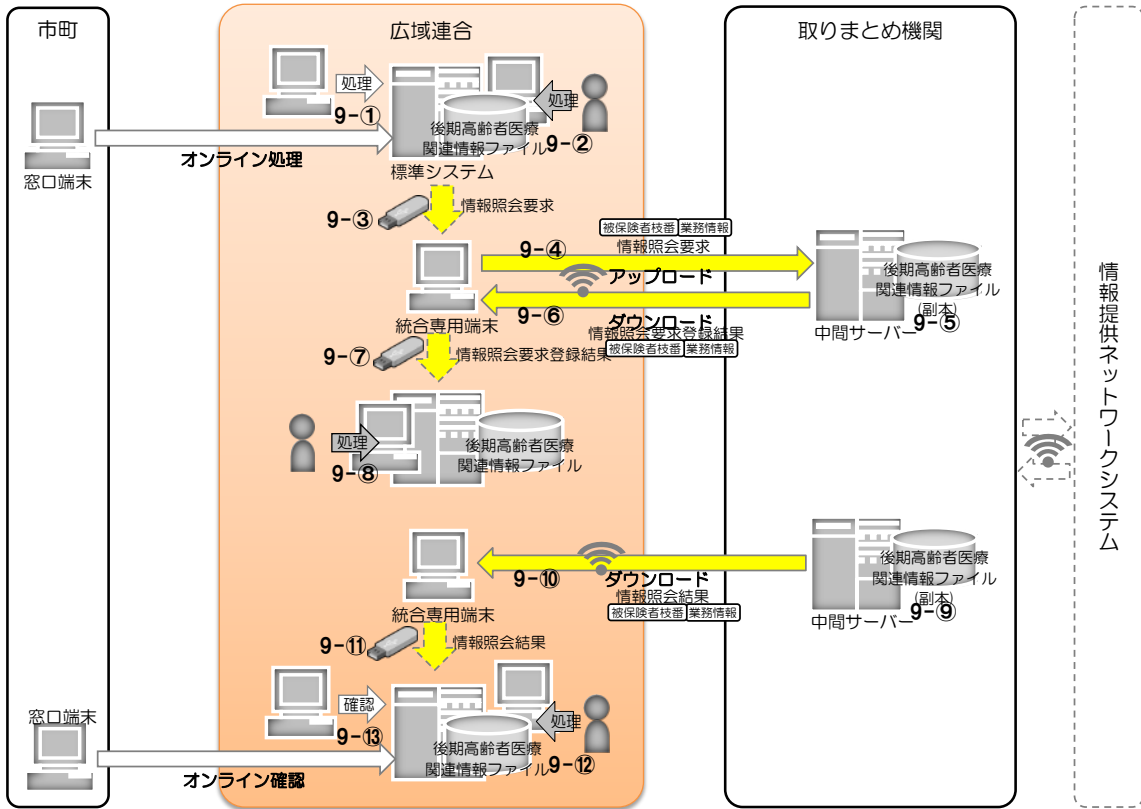 市町
広域連合
取りまとめ機関
処理
9-①
処理
9-②
後期高齢者医療
関連情報ファイル
標準システム
オンライン処理
窓口端末
9-③
情報照会要求
被保険者枝番
業務情報
9-④
情報照会要求
アップロード
後期高齢者医療
関連情報ファイル
(副本)
9-⑤
中間サーバー
9-⑥
ダウンロード
情報照会要求登録結果
被保険者枝番
業務情報
統合専用端末
9-⑦
情報照会要求登録結果
処理
9-⑧
後期高齢者医療
関連情報ファイル
情報提供ネットワークシステム
9-⑩
ダウンロード
情報照会結果
被保険者枝番
業務情報
後期高齢者医療
関連情報ファイル
(副本)
9-⑨
中間サーバー
統合専用端末
9-⑪
情報照会結果
確認
9-⑬
処理
9-⑫
後期高齢者医療
関連情報ファイル
窓口端末
オンライン確認